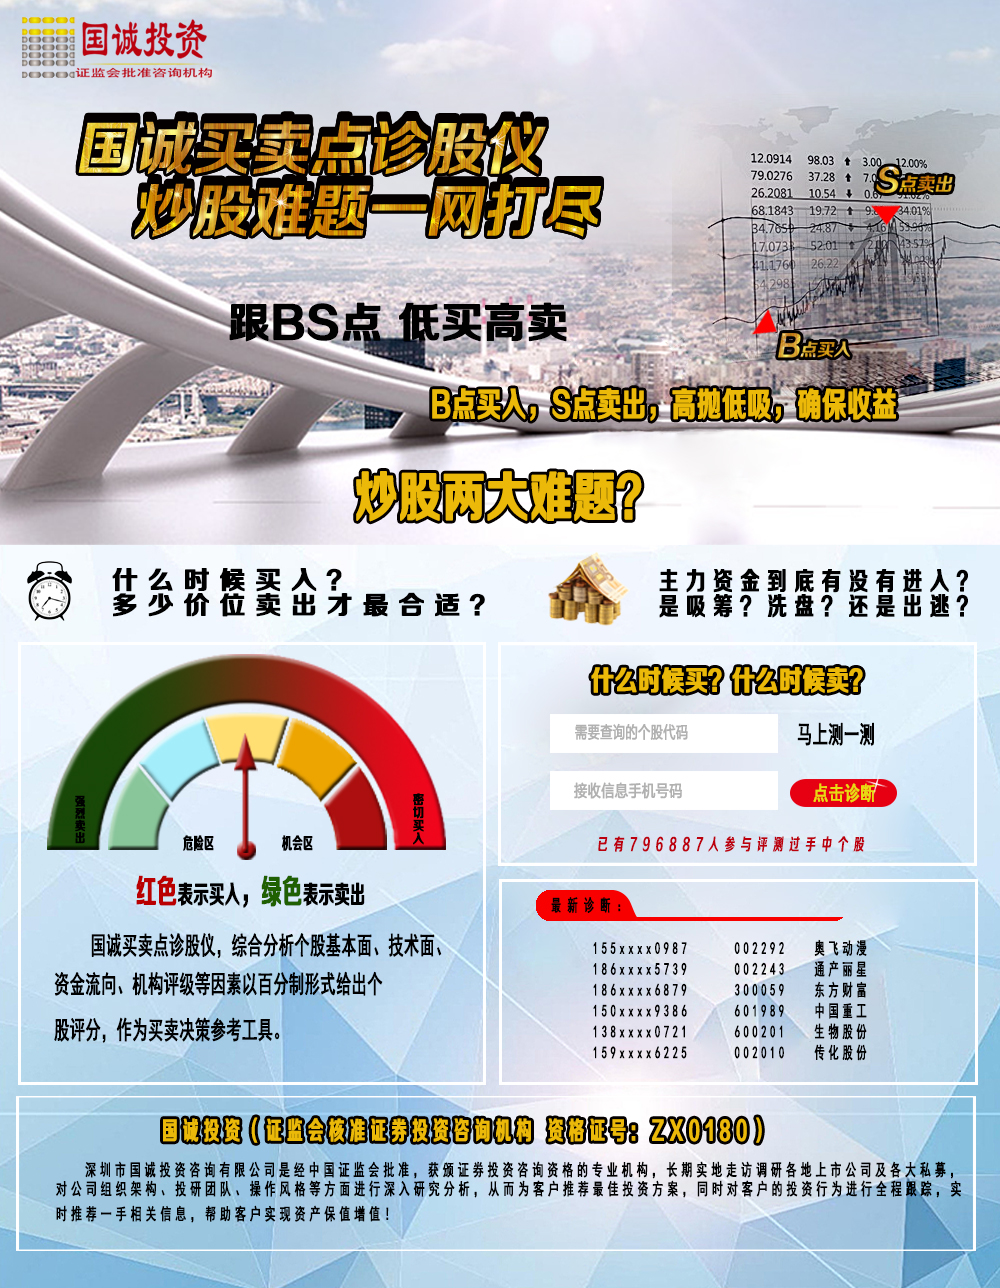 国诚投资
证监会批准咨询机构
国诚买卖点诊股仪
炒股难题一网打尽
12.0914 98.03 3.00 12.00%
79.0276 37.28
26.2081 10.54
68.1843 19.72 34.01%
S点卖出
B点买入
跟BS点 低买高卖
B点买入，S点卖出，高抛低吸，确保收益
炒股两大难题？
什么时候买入？
多少价位卖出才最合适？
主力资金到底有没有进入？
是吸筹？洗盘？还是出逃？
强烈卖出
危险区
机会区
密切买入
红色表示买入，绿色表示卖出
国诚买卖点诊股仪，综合分析个股基本面、技术面、
资金流向、机构评级等因素以百分制形式给出个
股评分，作为买卖决策参考工具。
什么时候买？什么时候卖？
需要查询的个股代码
马上测一测
接收信息手机号码
点击诊断
已有796887人参与评测过手中个股
最新诊断：
155xxxx0987 002292 奥飞动漫
186xxxx5739 002243 通产丽星
186xxxx6879 300059 东方财富
150xxxx9386 601989 中国重工
138xxxx0721 600201 生物股份
159xxxx6225 002010 传化股份
国诚投资（证监会核准证券投资咨询机构 资格证号：ZX0180）
深圳市国诚投资咨询有限公司是经中国证监会批准，获颁证券投资咨询资格的专业机构，长期实地走访调研各地上市公司及各大私募，
对公司组织架构、投研团队、操作风格等方面进行深入研究分析，从而为客户推荐最佳投资方案，同时对客户的投资行为进行全程跟踪，实
时推荐一手相关信息，帮助客户实现资产保值增值！